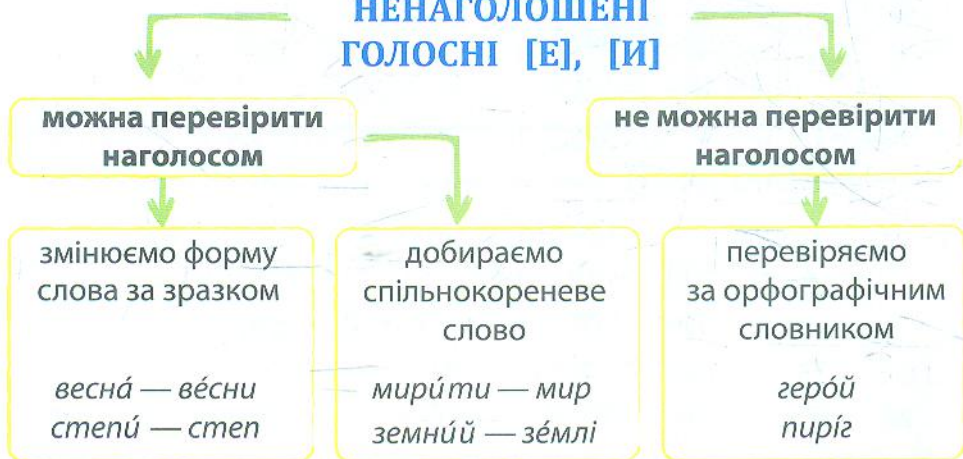 НЕНАГОЛОШЕНІ
ГОЛОСНІ [Е], [И]
можна перевірити
наголосом
не можна перевірити
наголосом
змінюємо форму
слова за зразком
весна́ — ве́сни
степи́ — степ
добираємо
спільнокореневе
слово
мири́ти — мир
земни́й — зе́млі
перевіряємо
за орфографічним
словником
геро́й
пирі́г